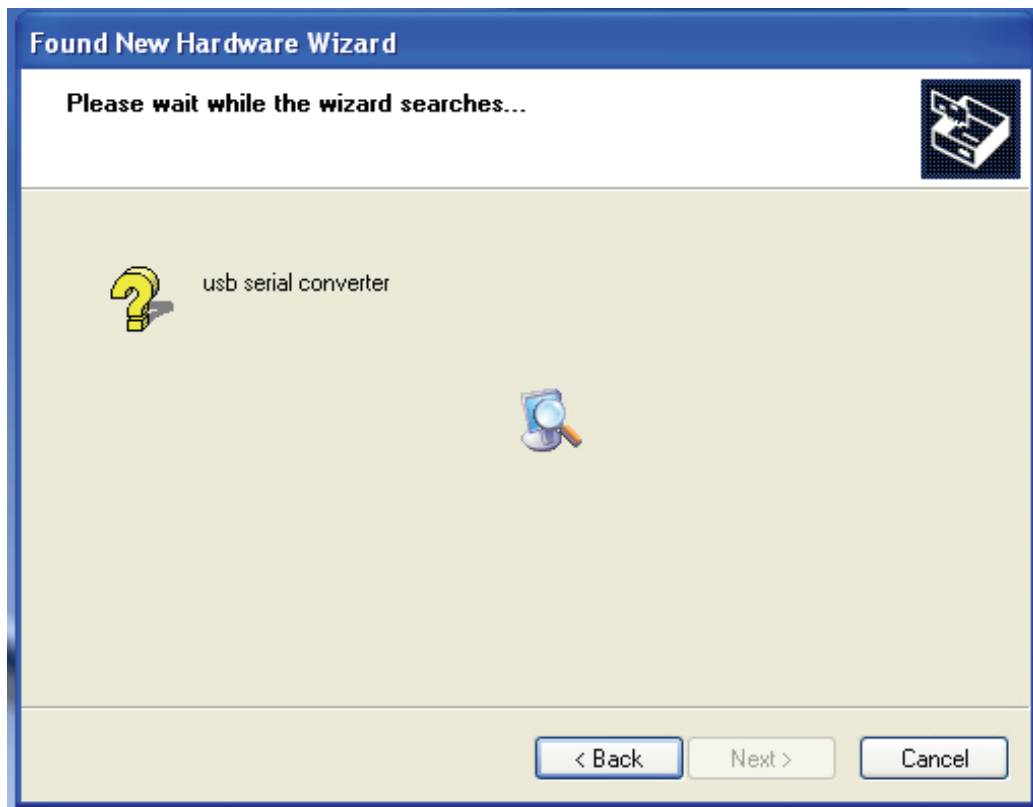 Found New Hardware Wizard
Please wait while the wizard searches...
usb serial converter
< Back
Next >
Cancel